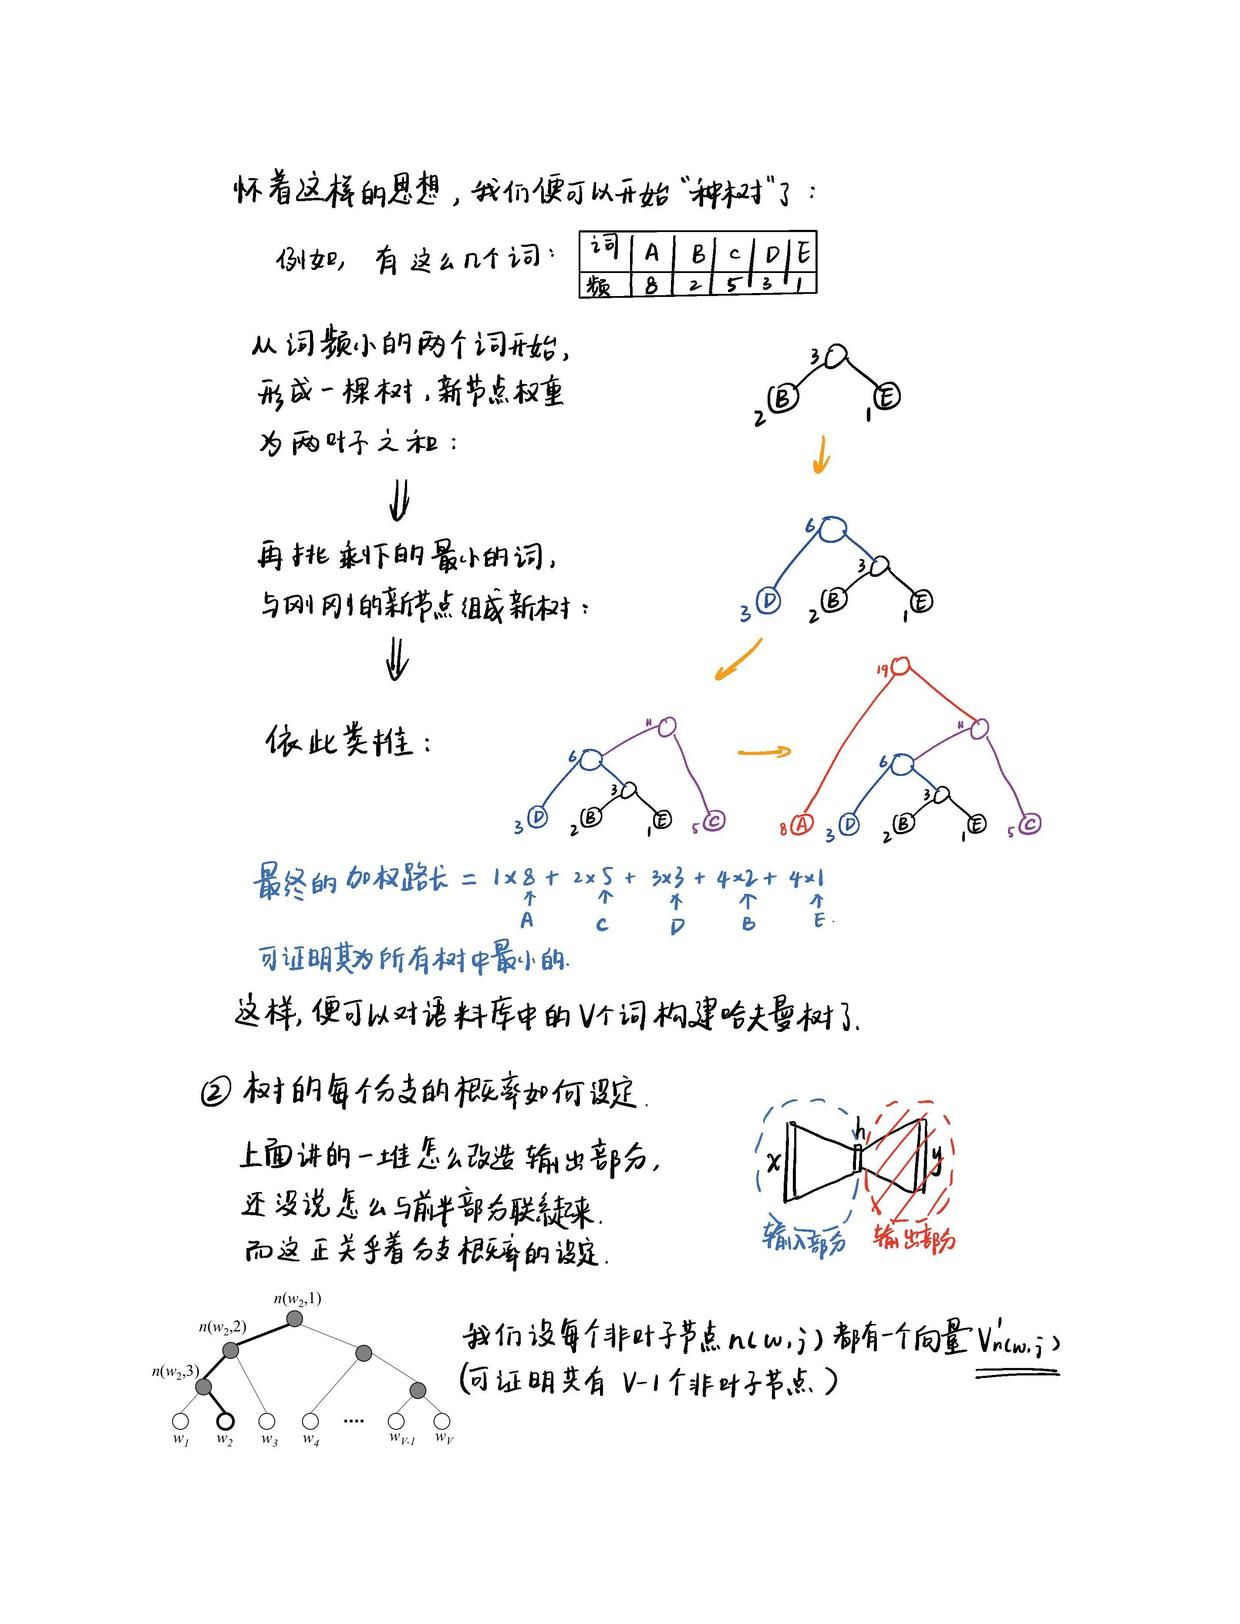 怀着这样的思想，我们便可以开始“种树”了：
例如，有这么几个词：
词 A B C D E
频 8 2 5 3 1
从词频小的两个词开始，
形成一棵树，新节点权重
为两叶子之和：
3
B E
2 1
再挑剩下的最小的词，
与刚刚的新节点组成新树：
6
3
D B E
3 2 1
依此类推：
11
6
3
D B E C
3 2 1 5
19
11
6
3
A D B E C
8 3 2 1 5
最终的加权路长 = 1×8 + 2×5 + 3×3 + 4×2 + 4×1
A C D B E.
可证明其为所有树中最小的.
这样，便可以对语料库中的V个词构建哈夫曼树了.
② 树的每个分支的概率如何设定.
上面讲的一堆怎么改造输出部分，
还没说怎么与前半部分联系起来.
而这正关乎着分支概率的设定.
x h y
输入部分 输出部分
n(w₂,1)
n(w₂,2)
n(w₂,3)
w₁ w₂ w₃ w₄ .... w_{V-1} w_V
我们设每个非叶子节点n(w,j)都有一个向量V'n(w,j)
(可证明共有 V-1个非叶子节点.)